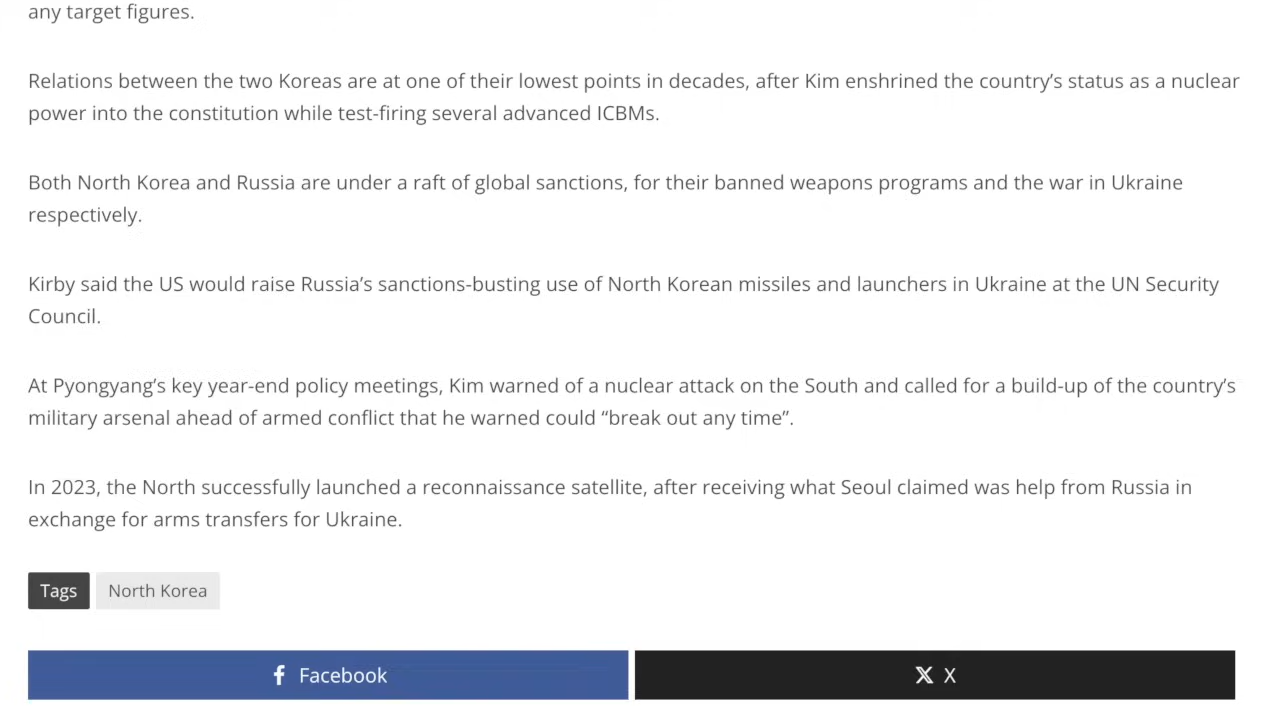 any target figures.
Relations between the two Koreas are at one of their lowest points in decades, after Kim enshrined the country’s status as a nuclear
power into the constitution while test-firing several advanced ICBMs.
Both North Korea and Russia are under a raft of global sanctions, for their banned weapons programs and the war in Ukraine
respectively.
Kirby said the US would raise Russia’s sanctions-busting use of North Korean missiles and launchers in Ukraine at the UN Security
Council.
At Pyongyang’s key year-end policy meetings, Kim warned of a nuclear attack on the South and called for a build-up of the country’s
military arsenal ahead of armed conflict that he warned could “break out any time”.
In 2023, the North successfully launched a reconnaissance satellite, after receiving what Seoul claimed was help from Russia in
exchange for arms transfers for Ukraine.
Tags North Korea
Facebook X